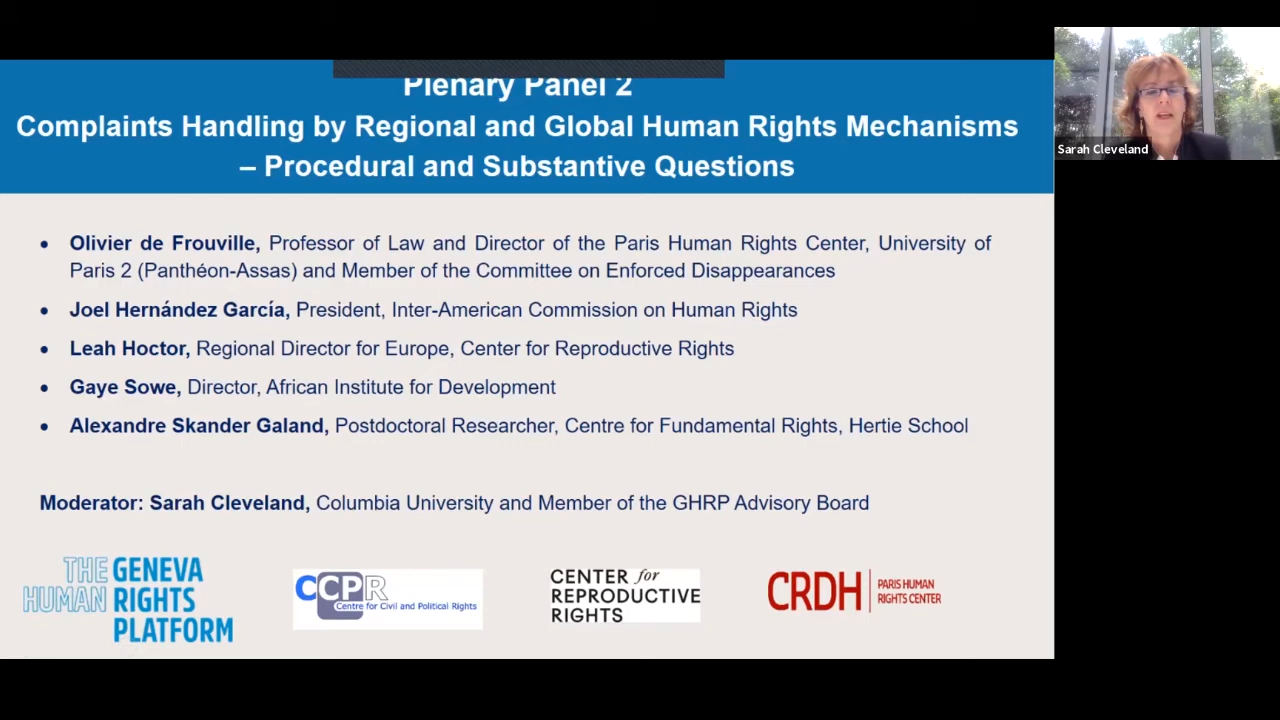 Plenary Panel 2
Complaints Handling by Regional and Global Human Rights Mechanisms
– Procedural and Substantive Questions
Sarah Cleveland
• Olivier de Frouville, Professor of Law and Director of the Paris Human Rights Center, University of
Paris 2 (Panthéon-Assas) and Member of the Committee on Enforced Disappearances
• Joel Hernández García, President, Inter-American Commission on Human Rights
• Leah Hoctor, Regional Director for Europe, Center for Reproductive Rights
• Gaye Sowe, Director, African Institute for Development
• Alexandre Skander Galand, Postdoctoral Researcher, Centre for Fundamental Rights, Hertie School
Moderator: Sarah Cleveland, Columbia University and Member of the GHRP Advisory Board
THE GENEVA
HUMAN RIGHTS
PLATFORM
CCPR
Centre for Civil and Political Rights
CENTER for
REPRODUCTIVE
RIGHTS
CRDH
PARIS HUMAN
RIGHTS CENTER